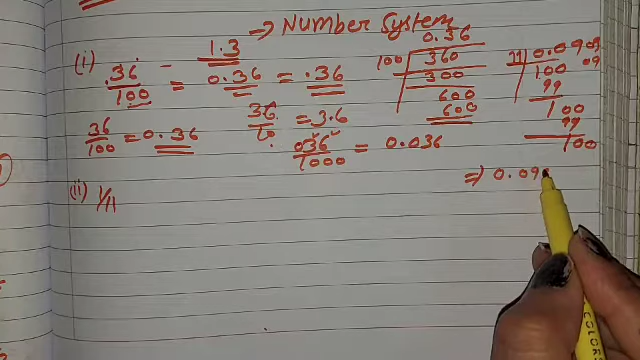 ⇒ Number System
1.3
(i) .36/100 = 0.36 = .36
36/100 = 0.36
36/10 = 3.6
036/1000 = 0.036
0.36
100 360
300
600
600
11 0.0909
100 09
99
100
99
100
⇒ 0.09
(ii) 1/11